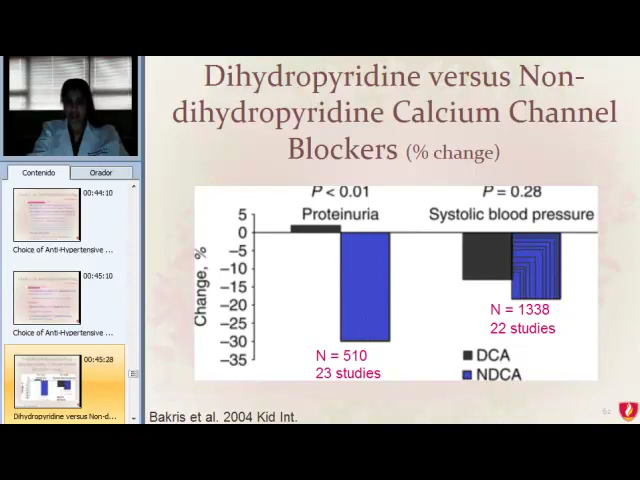 Dihydropyridine versus Non-
dihydropyridine Calcium Channel
Blockers (% change)
Contenido
Orador
00:44:10
Choice of Anti-Hypertensive ...
00:45:10
Choice of Anti-Hypertensive ...
00:45:28
Dihydropyridine versus Non-d...
P < 0.01
P = 0.28
Proteinuria
Systolic blood pressure
Change, %
5
0
−5
−10
−15
−20
−25
−30
−35
N = 510
23 studies
N = 1338
22 studies
DCA
NDCA
Bakris et al. 2004 Kid Int.
62